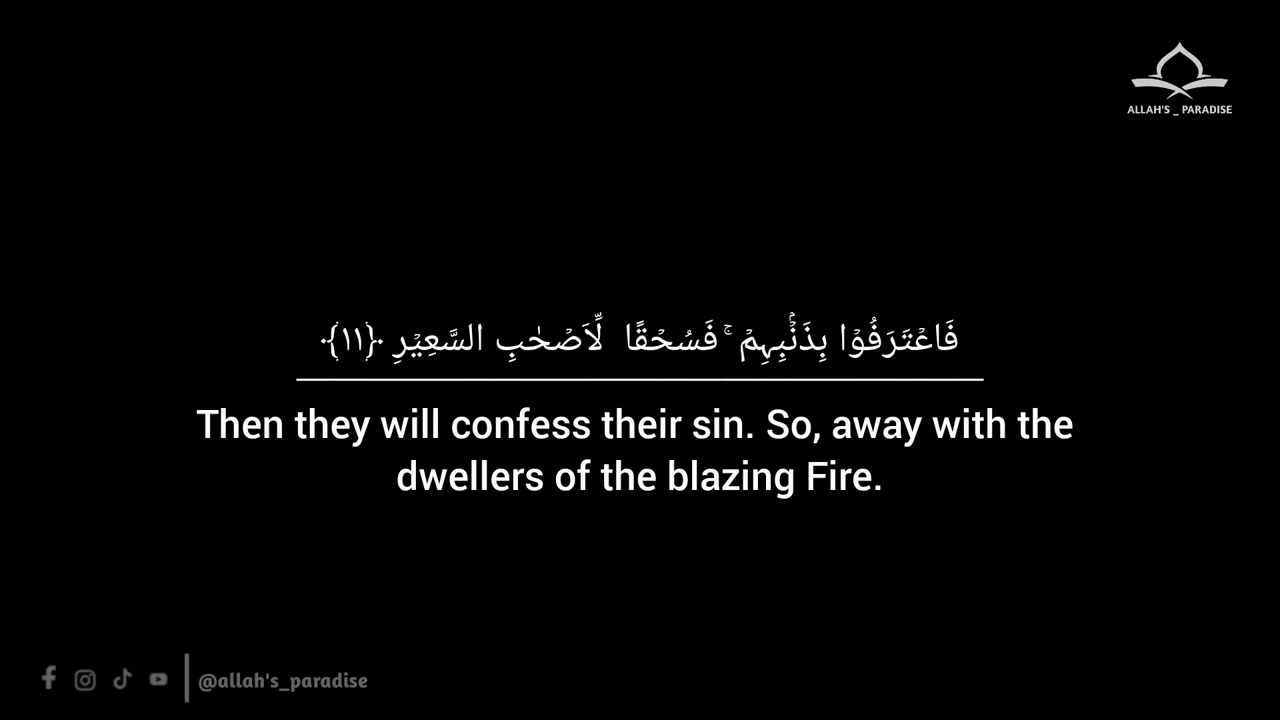 ALLAH'S _ PARADISE
فَاعْتَرَفُوْا بِذَنْۢبِهِمْ ۚ فَسُحْقًا لِّاَصْحٰبِ السَّعِيْرِ ﴿١١﴾
Then they will confess their sin. So, away with the
dwellers of the blazing Fire.
@allah's_paradise